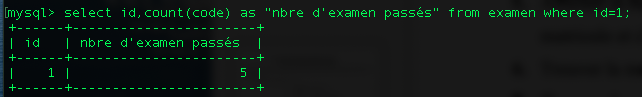 [mysql> select id,count(code) as "nbre d'examen passés" from examen where id=1;
+------+-----------------------+
| id   | nbre d'examen passés  |
+------+-----------------------+
|    1 |                     5 |
+------+-----------------------+